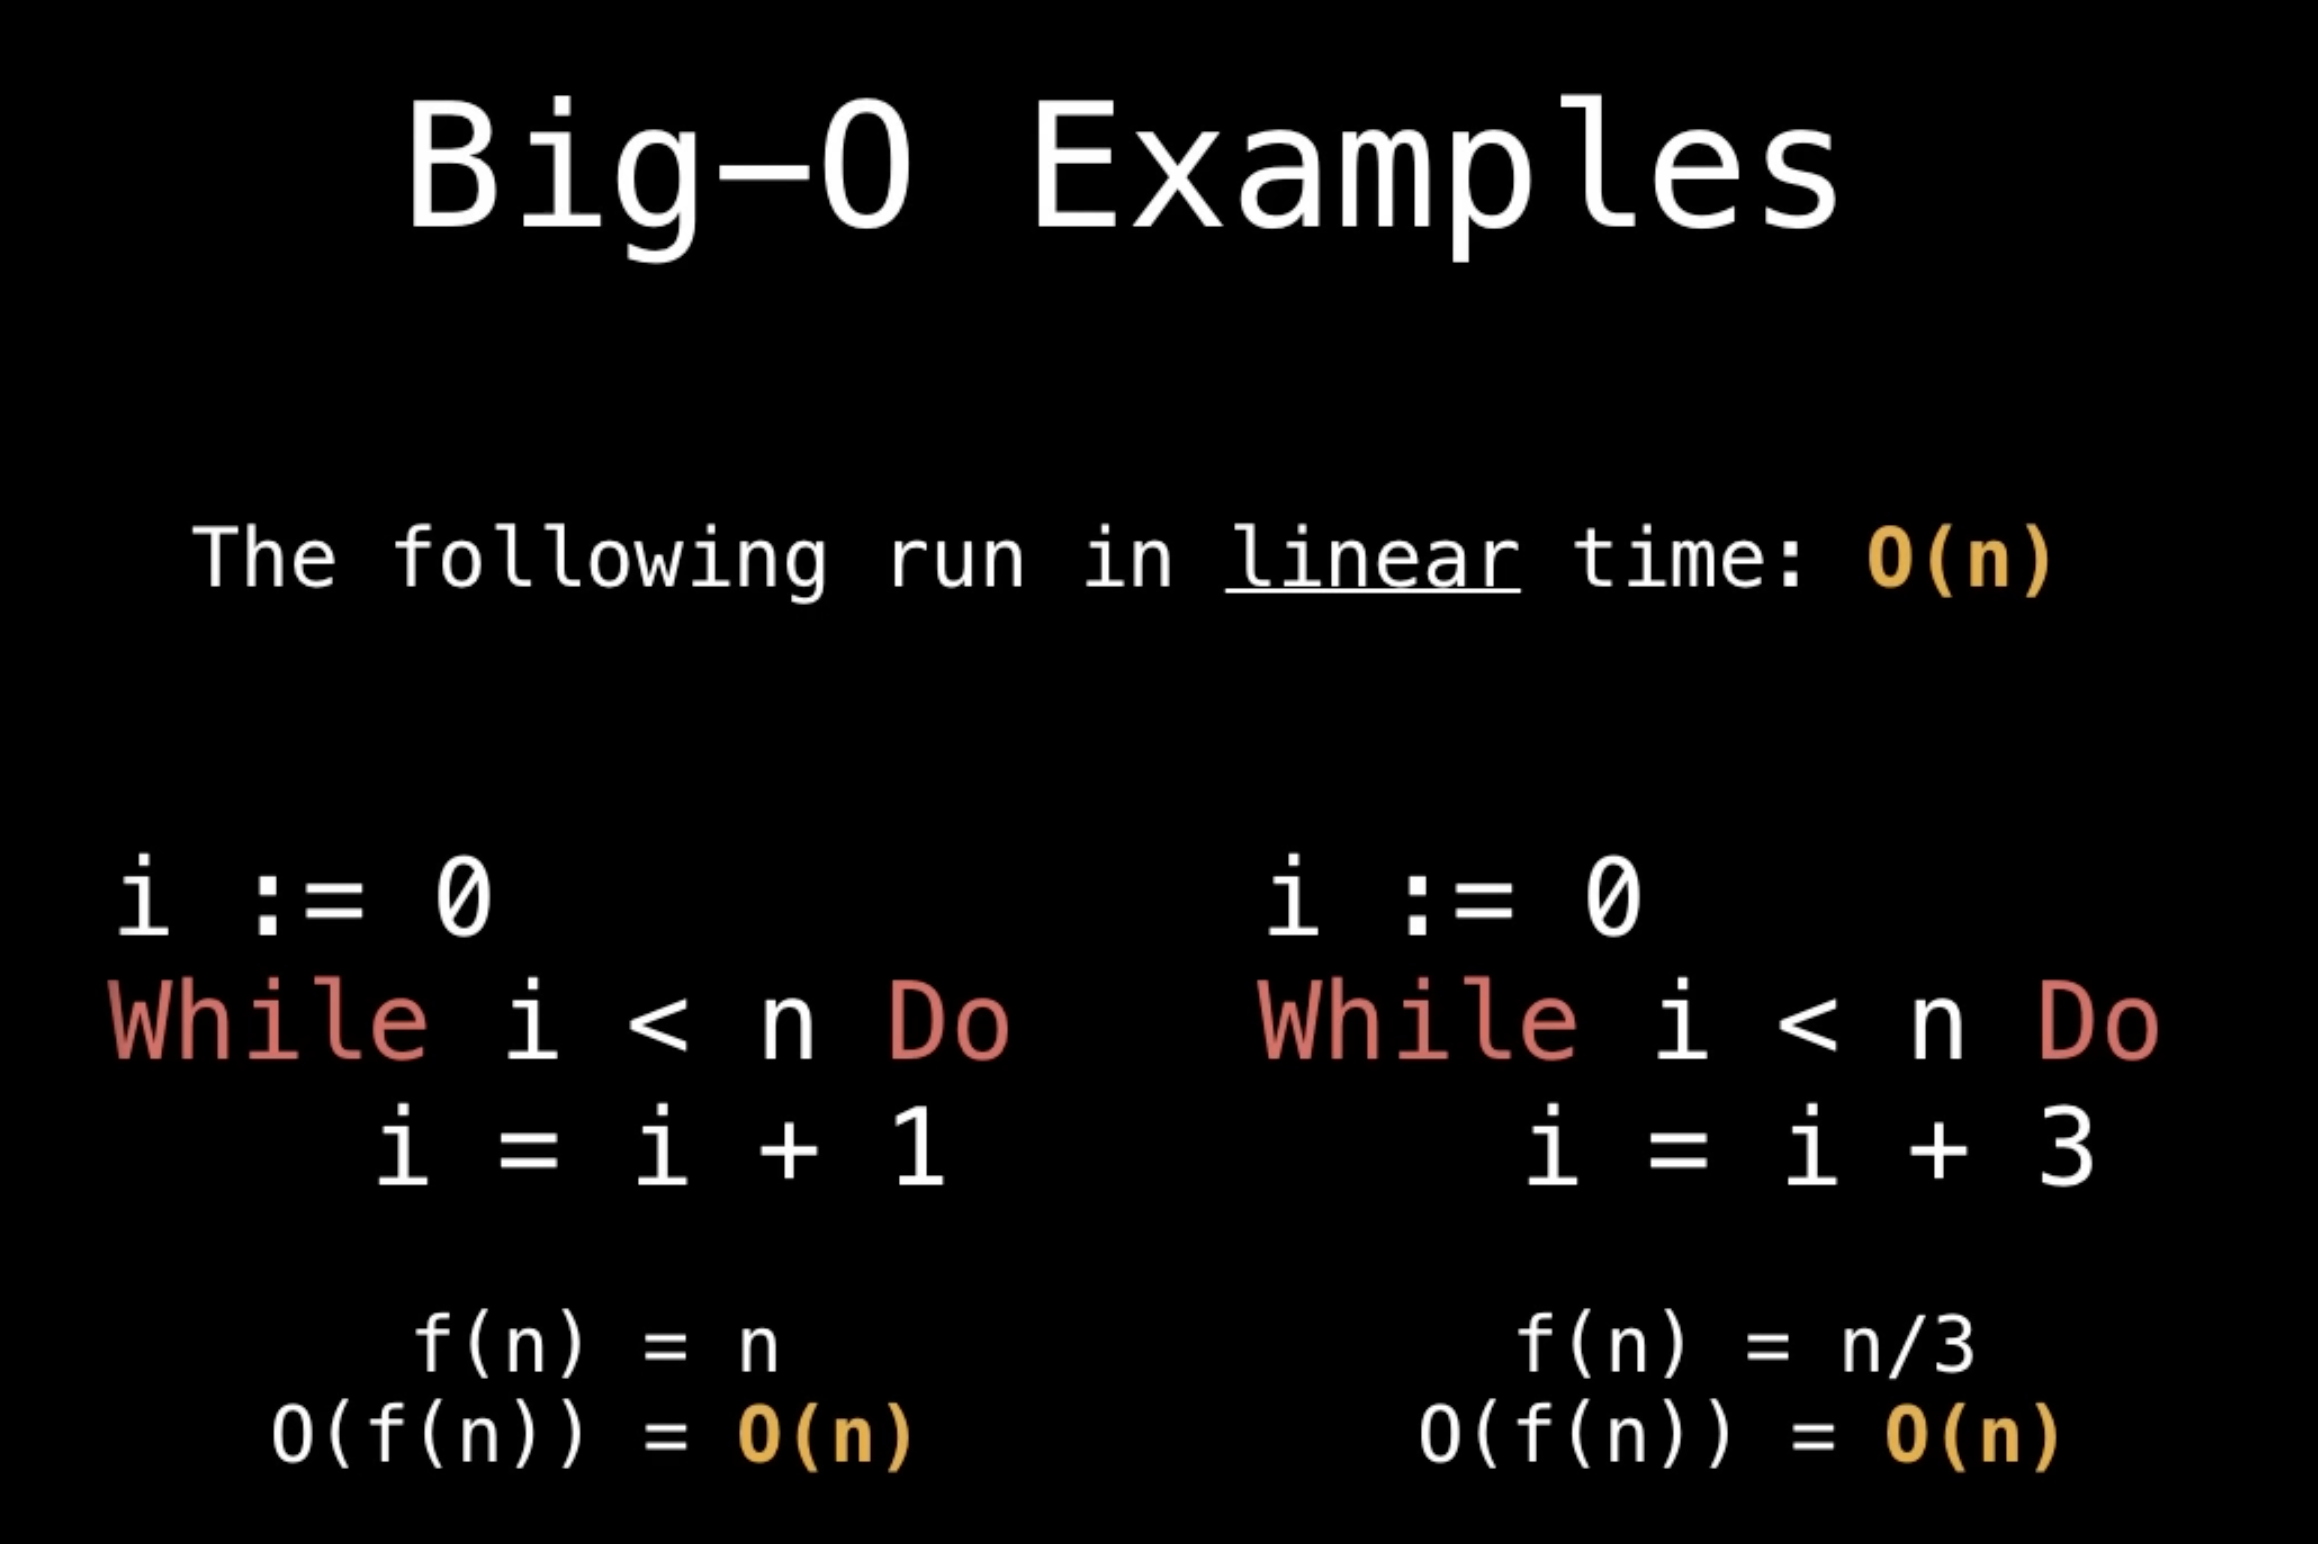 Big-O Examples
The following run in linear time: O(n)
i := 0
While i < n Do
i = i + 1
f(n) = n
O(f(n)) = O(n)
i := 0
While i < n Do
i = i + 3
f(n) = n/3
O(f(n)) = O(n)